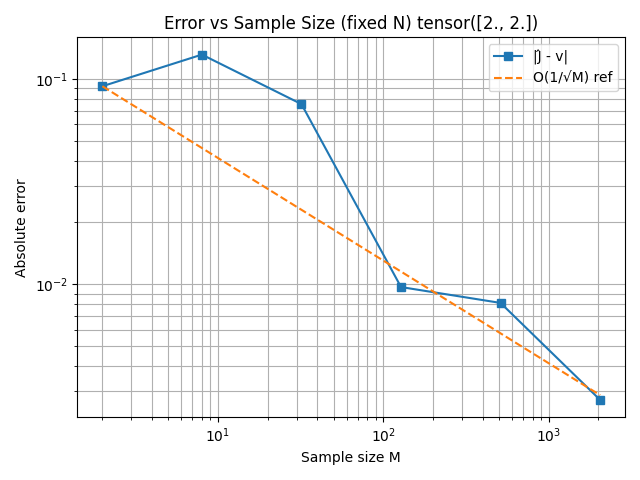 Error vs Sample Size (fixed N) tensor([2., 2.])
|Ĵ - v|
O(1/√M) ref
Absolute error
10⁻¹
10⁻²
10¹
10²
10³
Sample size M